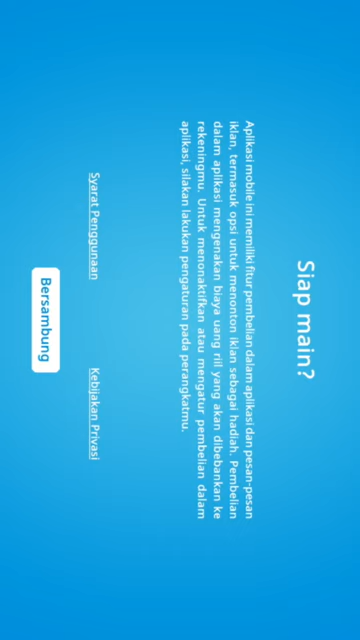 Siap main?
Aplikasi mobile ini memiliki fitur pembelian dalam aplikasi dan pesan-pesan
iklan, termasuk opsi untuk menonton iklan sebagai hadiah. Pembelian
dalam aplikasi mengenakan biaya uang riil yang akan dibebankan ke
rekeningmu. Untuk menonaktifkan atau mengatur pembelian dalam
aplikasi, silakan lakukan pengaturan pada perangkatmu.
Syarat Penggunaan
Kebijakan Privasi
Bersambung